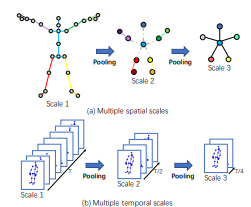 Pooling Pooling
Scale 1 Scale 2 Scale 3
(a) Multiple spatial scales
T T/2 T/4
Pooling Pooling
Scale 1 Scale 2 Scale 3
(b) Multiple temporal scales